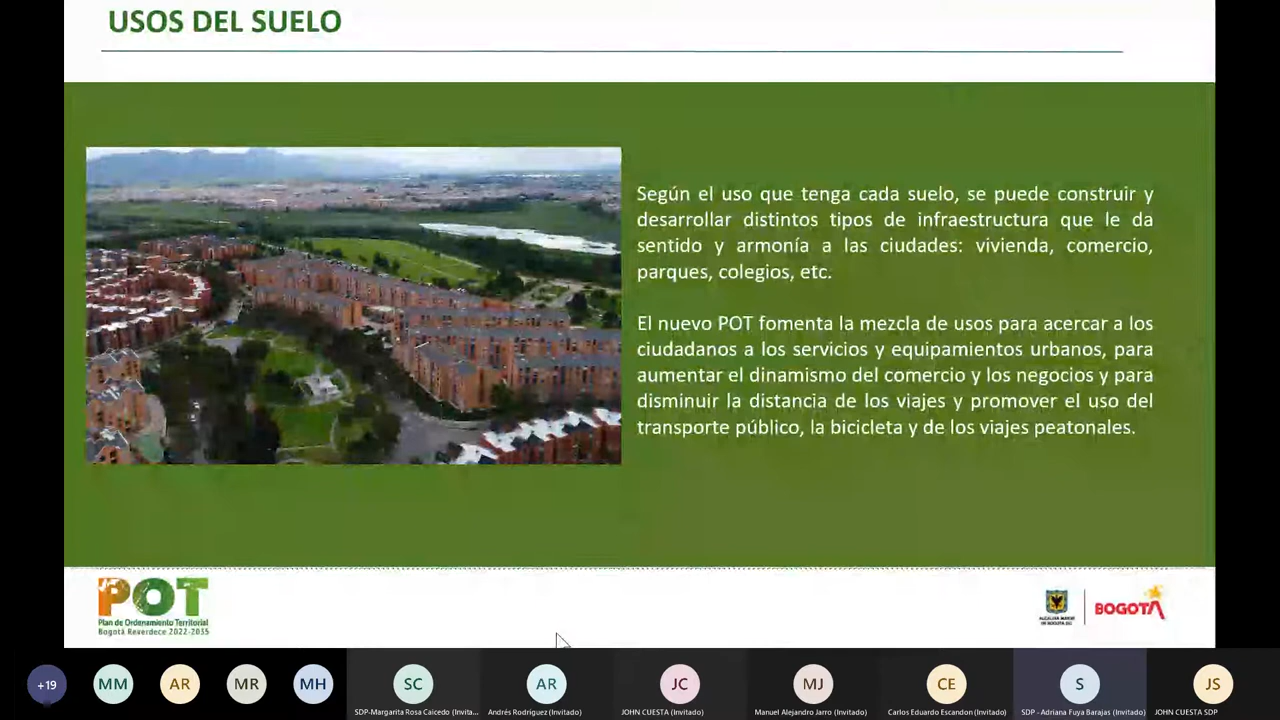 USOS DEL SUELO
Según el uso que tenga cada suelo, se puede construir y
desarrollar distintos tipos de infraestructura que le da
sentido y armonía a las ciudades: vivienda, comercio,
parques, colegios, etc.
El nuevo POT fomenta la mezcla de usos para acercar a los
ciudadanos a los servicios y equipamientos urbanos, para
aumentar el dinamismo del comercio y los negocios y para
disminuir la distancia de los viajes y promover el uso del
transporte público, la bicicleta y de los viajes peatonales.
POT
Plan de Ordenamiento Territorial
Bogotá Reverdece 2022-2035
ALCALDÍA MAYOR
DE BOGOTÁ D.C.
BOGOTÁ
+19
MM
AR
MR
MH
SC
SDP-Margarita Rosa Caicedo (Invita...
AR
Andrés Rodríguez (Invitado)
JC
JOHN CUESTA (Invitado)
MJ
Manuel Alejandro Jarro (Invitado)
CE
Carlos Eduardo Escandon (Invitado)
S
SDP - Adriana Fuya Barajas (Invitado)
JS
JOHN CUESTA SDP